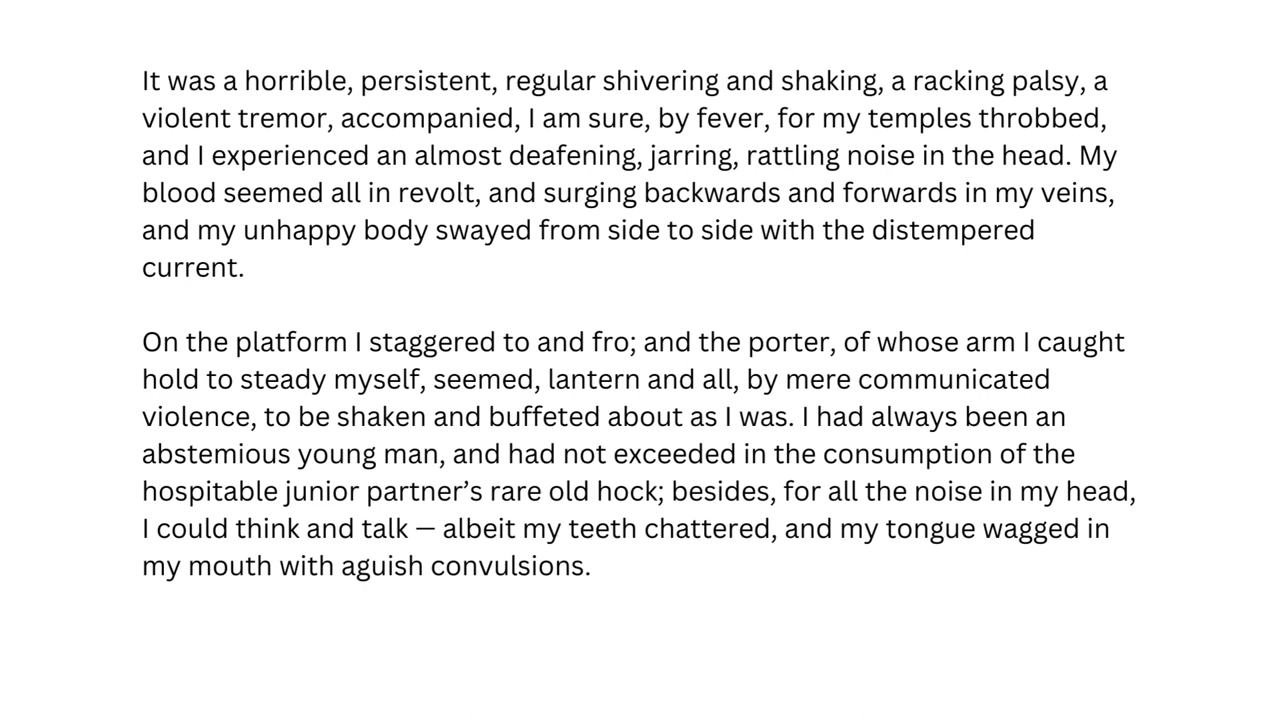 It was a horrible, persistent, regular shivering and shaking, a racking palsy, a
violent tremor, accompanied, I am sure, by fever, for my temples throbbed,
and I experienced an almost deafening, jarring, rattling noise in the head. My
blood seemed all in revolt, and surging backwards and forwards in my veins,
and my unhappy body swayed from side to side with the distempered
current.
On the platform I staggered to and fro; and the porter, of whose arm I caught
hold to steady myself, seemed, lantern and all, by mere communicated
violence, to be shaken and buffeted about as I was. I had always been an
abstemious young man, and had not exceeded in the consumption of the
hospitable junior partner’s rare old hock; besides, for all the noise in my head,
I could think and talk — albeit my teeth chattered, and my tongue wagged in
my mouth with aguish convulsions.